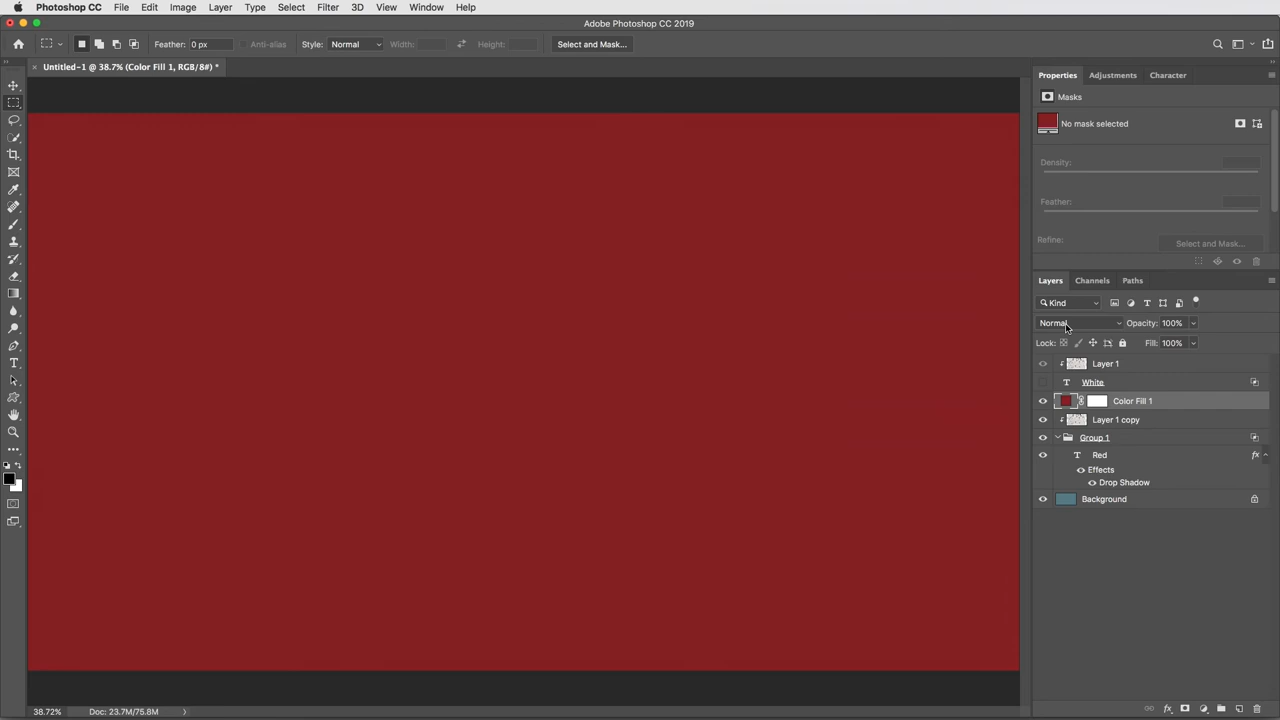 Photoshop CC File Edit Image Layer Type Select Filter 3D View Window Help
Adobe Photoshop CC 2019
Feather: 0 px Anti-alias Style: Normal Width: Height: Select and Mask...
Untitled-1 @ 38.7% (Color Fill 1, RGB/8#) *
Properties Adjustments Character
Masks
No mask selected
Density:
Feather:
Refine: Select and Mask...
Layers Channels Paths
Kind
Normal Opacity: 100%
Lock: Fill: 100%
Layer 1
White
Color Fill 1
Layer 1 copy
Group 1
Red fx
Effects
Drop Shadow
Background
38.72% Doc: 23.7M/75.8M
fx